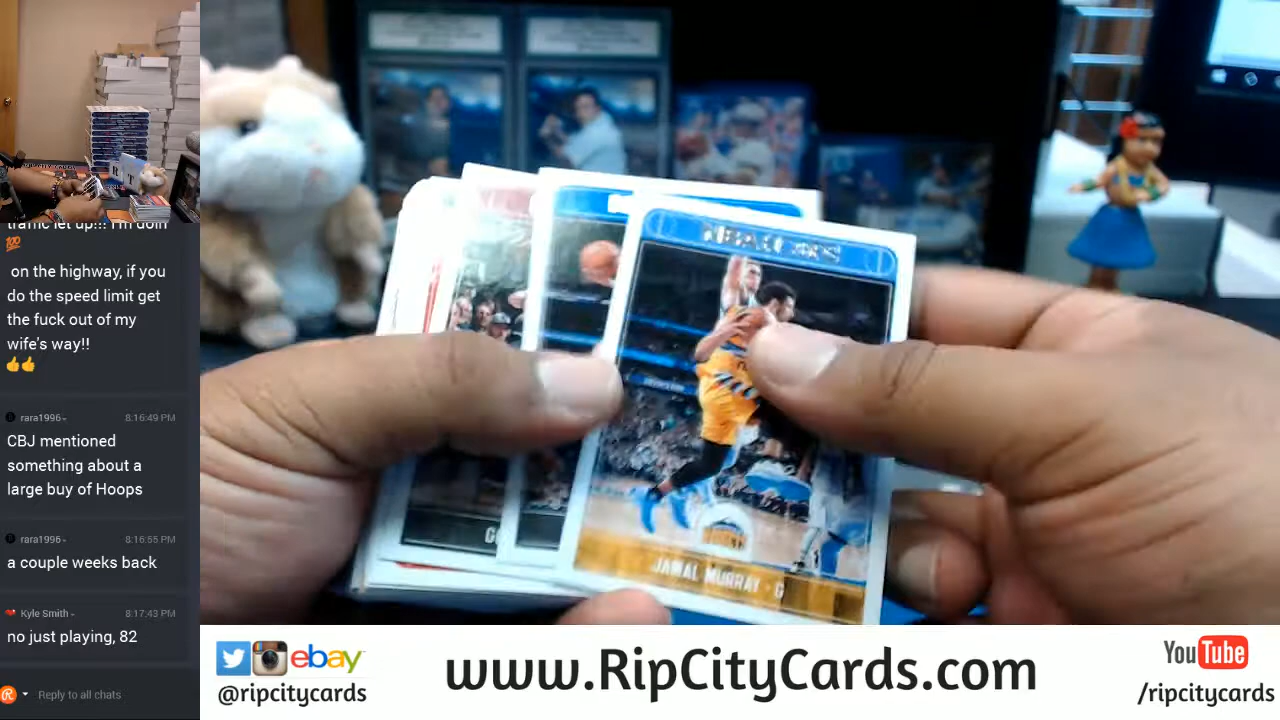 traffic let up!!! I'm doin
💯
on the highway, if you
do the speed limit get
the fuck out of my
wife's way!!
👍👍
rara1996-
8:16:49 PM
CBJ mentioned
something about a
large buy of Hoops
rara1996-
8:16:55 PM
a couple weeks back
Kyle Smith-
8:17:43 PM
no just playing, 82
Reply to all chats
NBA HOOPS
JAMAL MURRAY - G
ebay
@ripcitycards
www.RipCityCards.com
YouTube
/ripcitycards